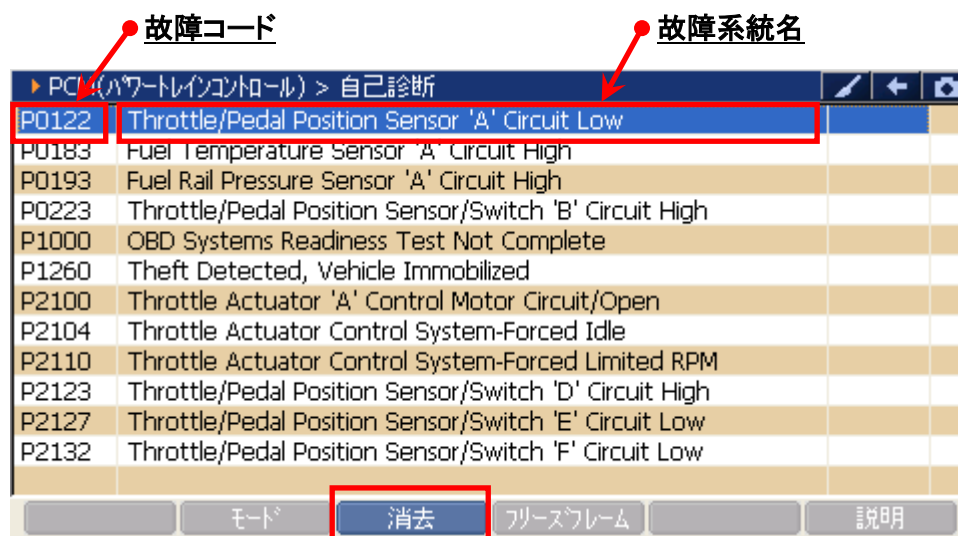 故障コード
故障系統名
PCM(ﾊﾟﾜｰﾄﾚｲﾝｺﾝﾄﾛｰﾙ) > 自己診断
P0122 Throttle/Pedal Position Sensor 'A' Circuit Low
P0183 Fuel Temperature Sensor 'A' Circuit High
P0193 Fuel Rail Pressure Sensor 'A' Circuit High
P0223 Throttle/Pedal Position Sensor/Switch 'B' Circuit High
P1000 OBD Systems Readiness Test Not Complete
P1260 Theft Detected, Vehicle Immobilized
P2100 Throttle Actuator 'A' Control Motor Circuit/Open
P2104 Throttle Actuator Control System-Forced Idle
P2110 Throttle Actuator Control System-Forced Limited RPM
P2123 Throttle/Pedal Position Sensor/Switch 'D' Circuit High
P2127 Throttle/Pedal Position Sensor/Switch 'E' Circuit Low
P2132 Throttle/Pedal Position Sensor/Switch 'F' Circuit Low
ﾓｰﾄﾞ 消去 ﾌﾘｰｽﾞﾌﾚｰﾑ 説明